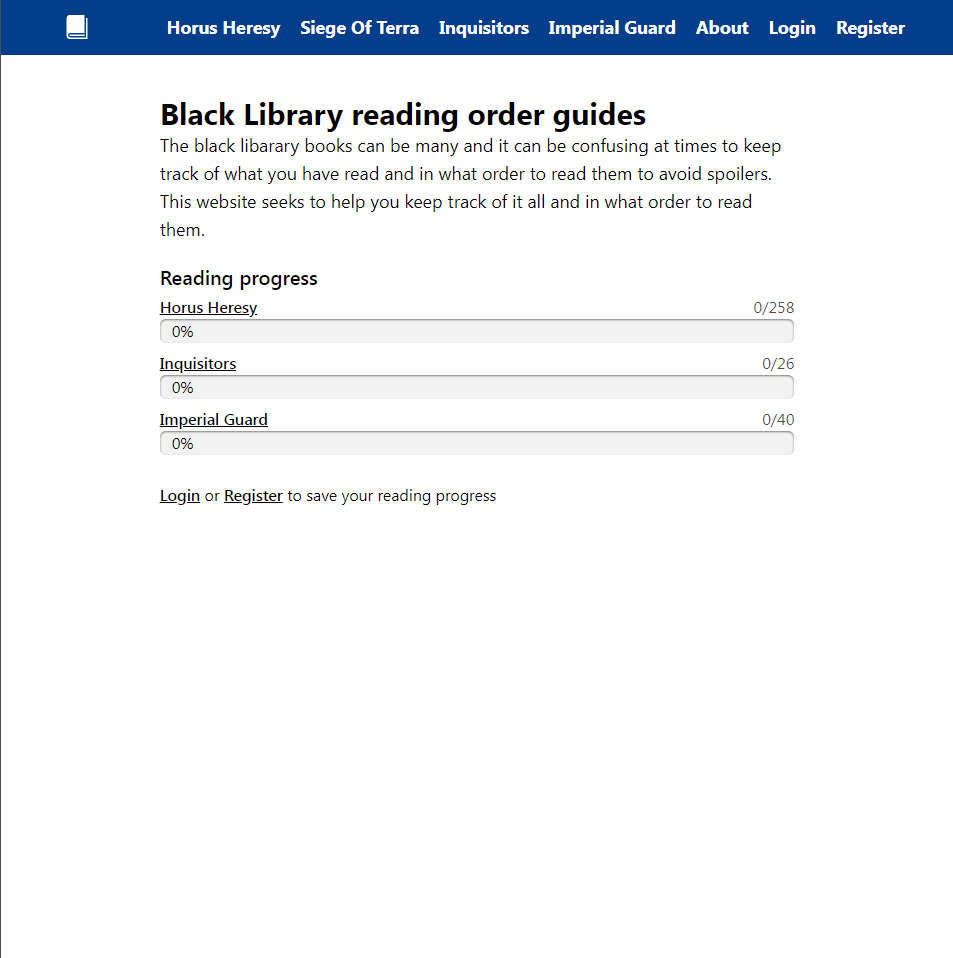 Horus Heresy Siege Of Terra Inquisitors Imperial Guard About Login Register
Black Library reading order guides
The black libarary books can be many and it can be confusing at times to keep
track of what you have read and in what order to read them to avoid spoilers.
This website seeks to help you keep track of it all and in what order to read
them.
Reading progress
Horus Heresy 0/258
0%
Inquisitors 0/26
0%
Imperial Guard 0/40
0%
Login or Register to save your reading progress